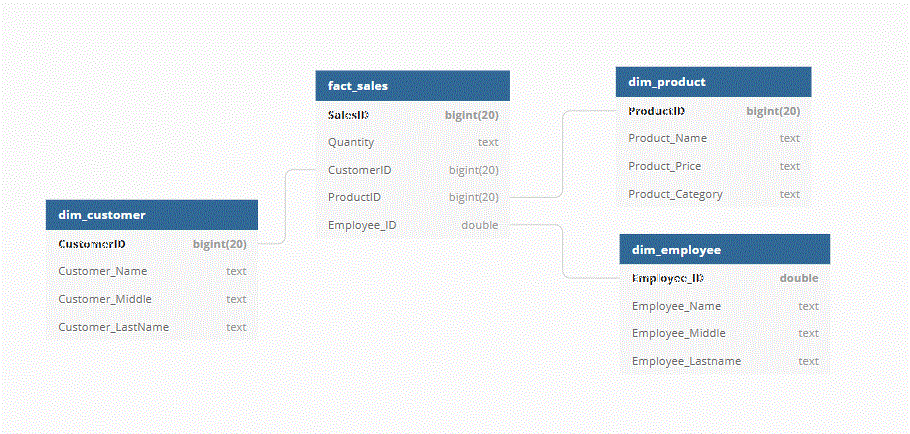 fact_sales
SalesID bigint(20)
Quantity text
CustomerID bigint(20)
ProductID bigint(20)
Employee_ID double
dim_product
ProductID bigint(20)
Product_Name text
Product_Price text
Product_Category text
dim_customer
CustomerID bigint(20)
Customer_Name text
Customer_Middle text
Customer_LastName text
dim_employee
Employee_ID double
Employee_Name text
Employee_Middle text
Employee_Lastname text